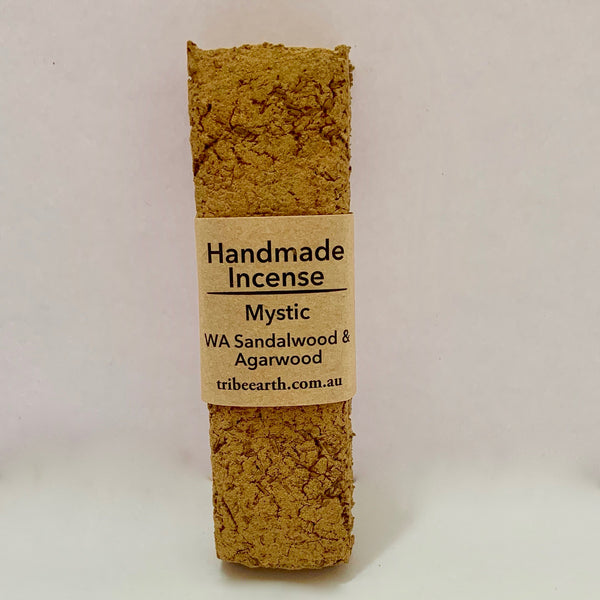 Handmade
Incense
Mystic
WA Sandalwood &
Agarwood
tribeearth.com.au